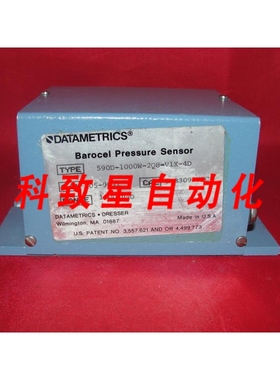 DATAMETRICS®
Barocel Pressure Sensor
TYPE 590D-1000W-2Q8-V1X-4D
科致星自动化
DATAMETRICS • DRESSER
Wilmington, MA. 01887
Made in U.S.A
U.S. PATENT NO. 3,557,621 AND OR 4,499,773